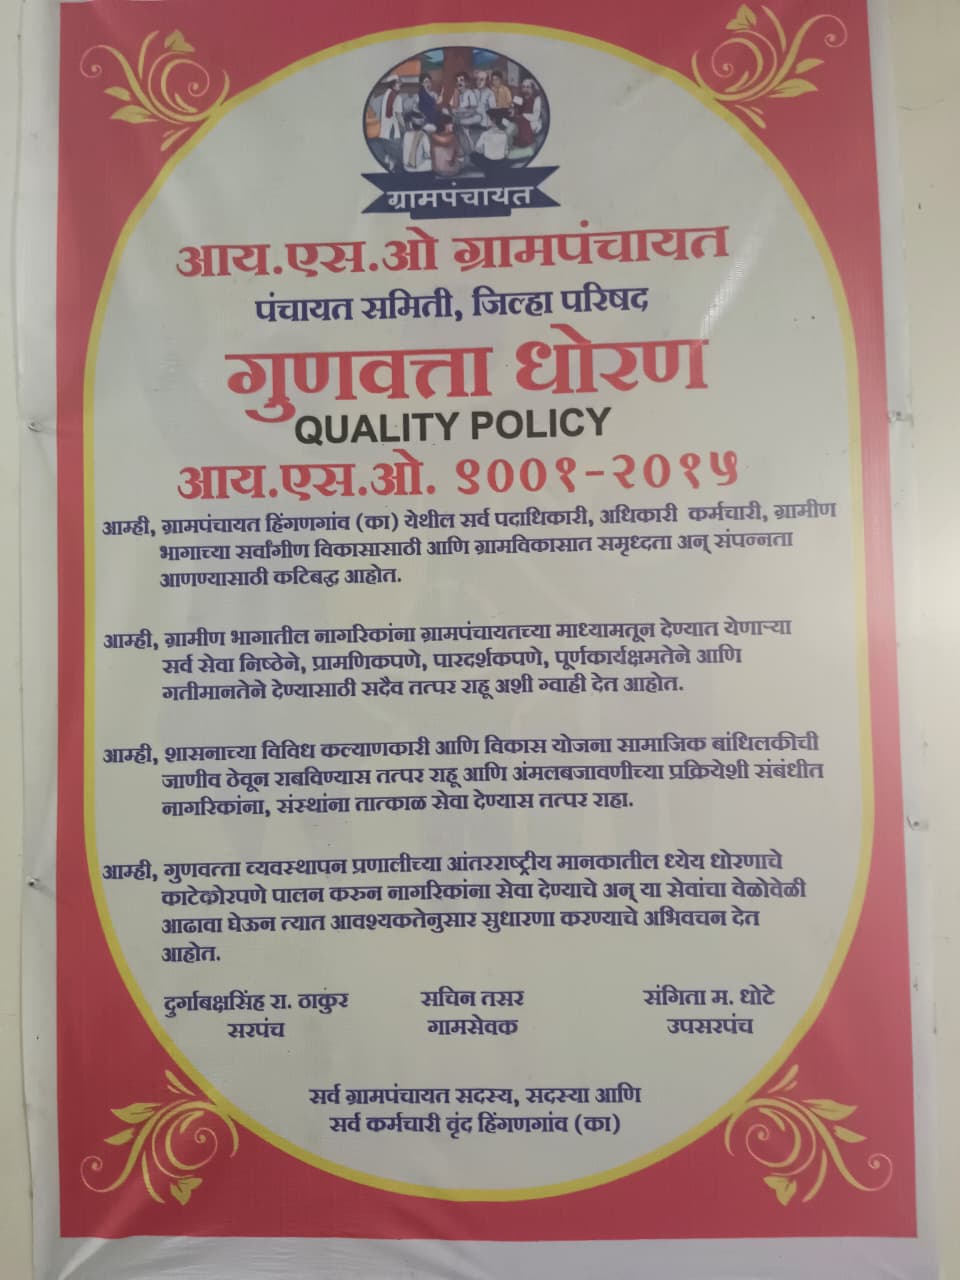 ग्रामपंचायत
आय.एस.ओ ग्रामपंचायत
पंचायत समिती, जिल्हा परिषद
गुणवत्ता धोरण
QUALITY POLICY
आय.एस.ओ. ९००१-२०१५
आम्ही, ग्रामपंचायत हिंगणगांव (का) येथील सर्व पदाधिकारी, अधिकारी कर्मचारी, ग्रामीण
भागाच्या सर्वांगीण विकासासाठी आणि ग्रामविकासात समृध्दता अन् संपन्नता
आणण्यासाठी कटिबद्ध आहोत.
आम्ही, ग्रामीण भागातील नागरिकांना ग्रामपंचायतच्या माध्यामतून देण्यात येणाऱ्या
सर्व सेवा निष्ठेने, प्रामणिकपणे, पारदर्शकपणे, पूर्णकार्यक्षमतेने आणि
गतीमानतेने देण्यासाठी सदैव तत्पर राहू अशी ग्वाही देत आहोत.
आम्ही, शासनाच्या विविध कल्याणकारी आणि विकास योजना सामाजिक बांधिलकीची
जाणीव ठेवून राबविण्यास तत्पर राहू आणि अंमलबजावणीच्या प्रक्रियेशी संबंधीत
नागरिकांना, संस्थांना तात्काळ सेवा देण्यास तत्पर राहा.
आम्ही, गुणवत्ता व्यवस्थापन प्रणालीच्या आंतरराष्ट्रीय मानकातील ध्येय धोरणाचे
काटेकोरपणे पालन करुन नागरिकांना सेवा देण्याचे अन् या सेवांचा वेळोवेळी
आढावा घेऊन त्यात आवश्यकतेनुसार सुधारणा करण्याचे अभिवचन देत
आहोत.
दुर्गाबक्षसिंह रा. ठाकुंर सचिन तसर संगिता म. धोटे
सरपंच गामसेवक उपसरपंच
सर्व ग्रामपंचायत सदस्य, सदस्या आणि
सर्व कर्मचारी वृंद हिंगणगांव (का)